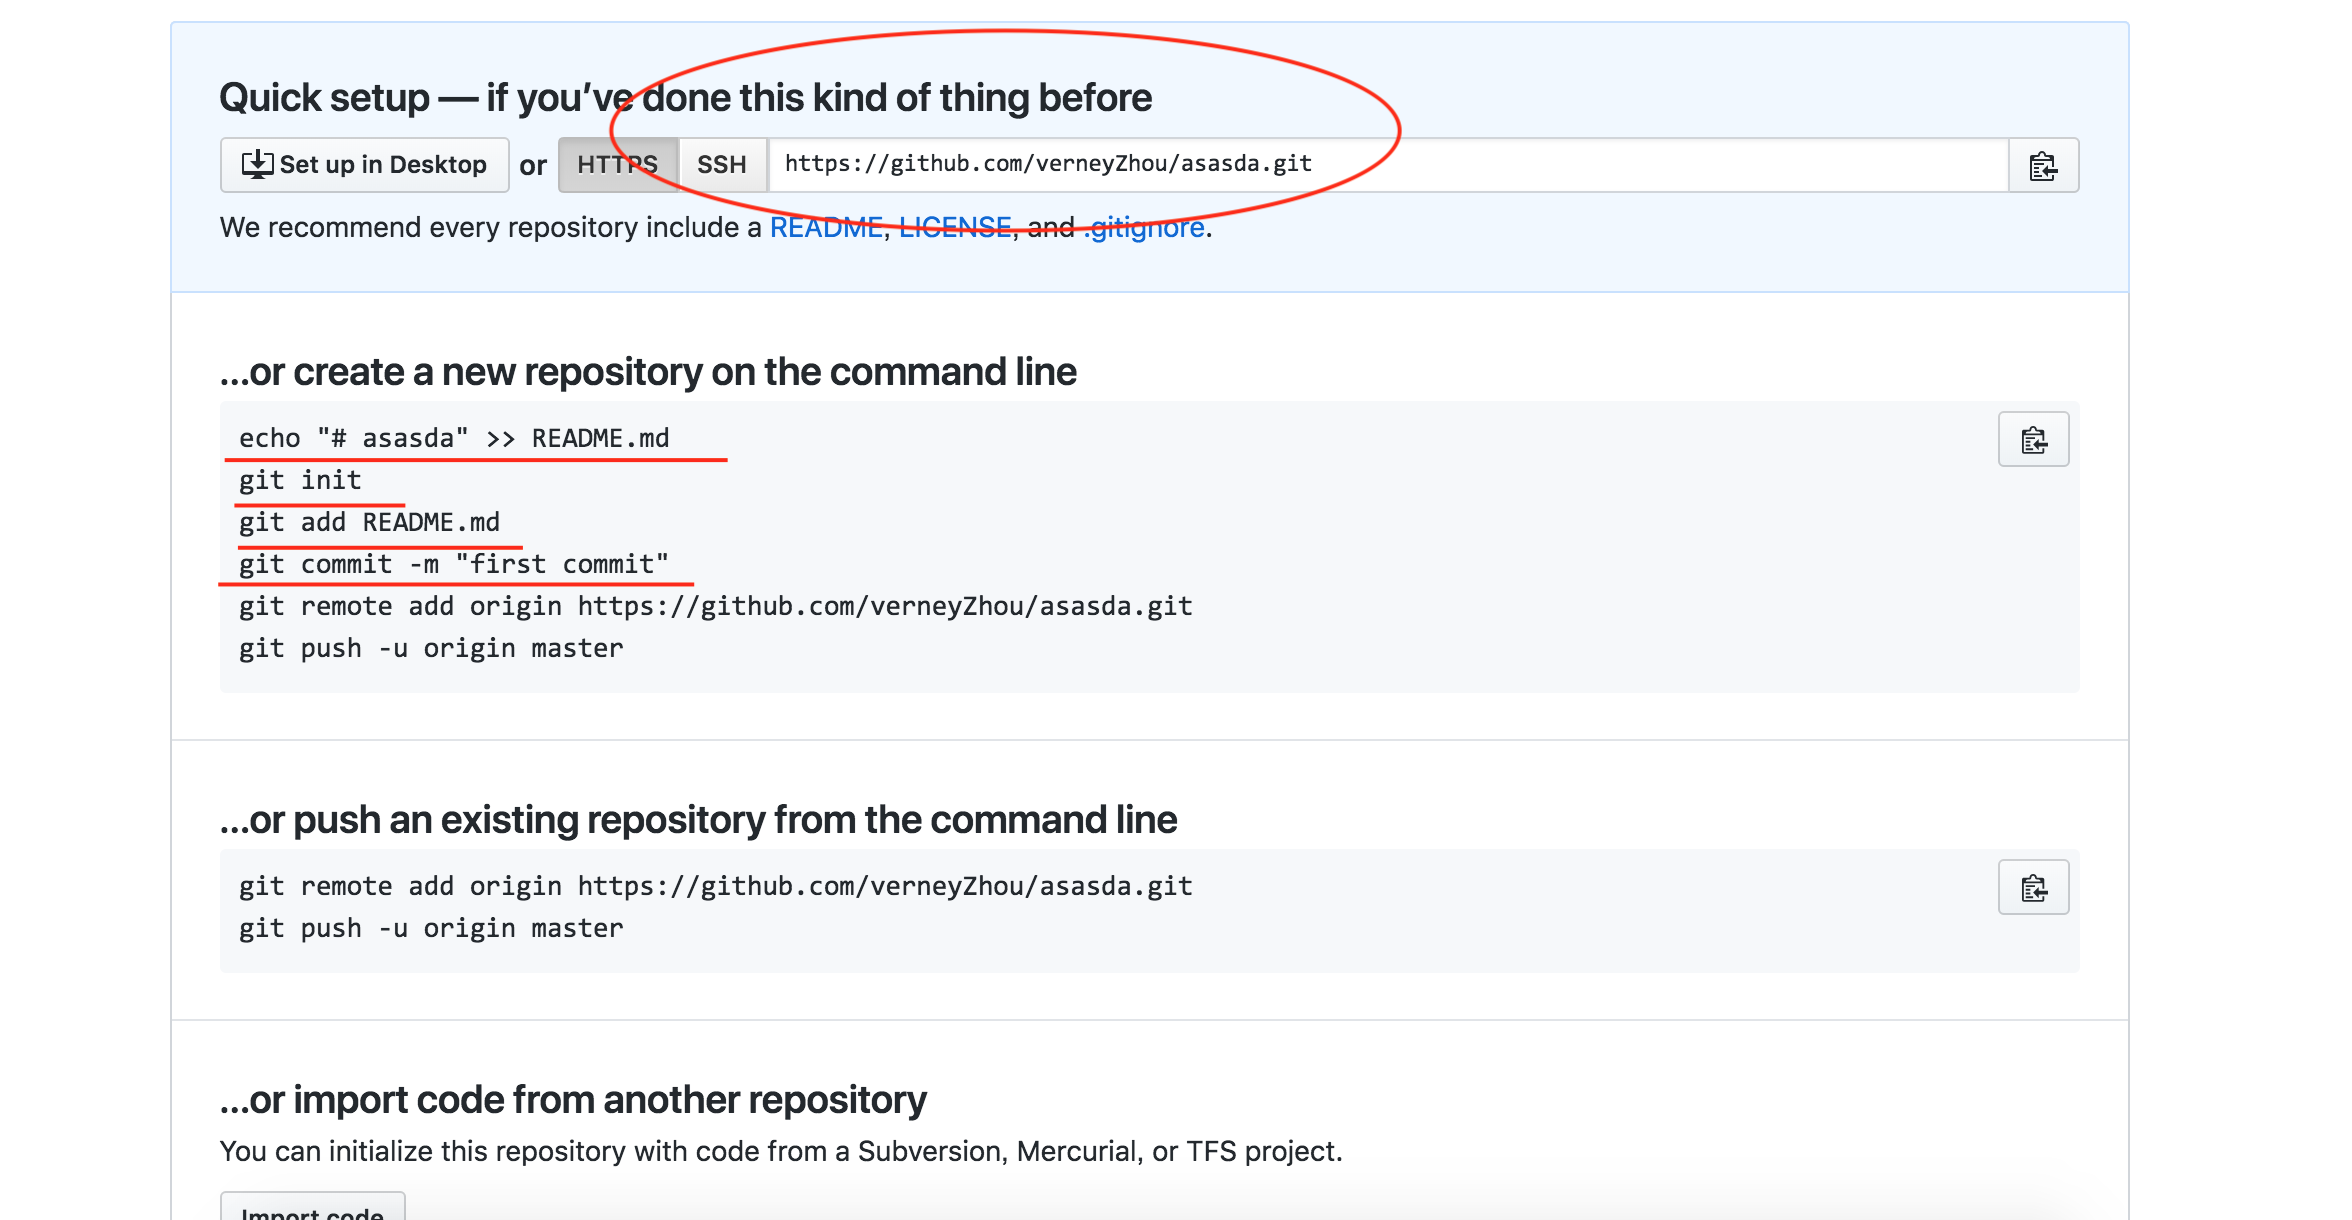 Quick setup — if you've done this kind of thing before
Set up in Desktop or HTTPS SSH https://github.com/verneyZhou/asasda.git
We recommend every repository include a README, LICENSE, and .gitignore.
…or create a new repository on the command line
echo "# asasda" >> README.md
git init
git add README.md
git commit -m "first commit"
git remote add origin https://github.com/verneyZhou/asasda.git
git push -u origin master
…or push an existing repository from the command line
git remote add origin https://github.com/verneyZhou/asasda.git
git push -u origin master
…or import code from another repository
You can initialize this repository with code from a Subversion, Mercurial, or TFS project.
Import code